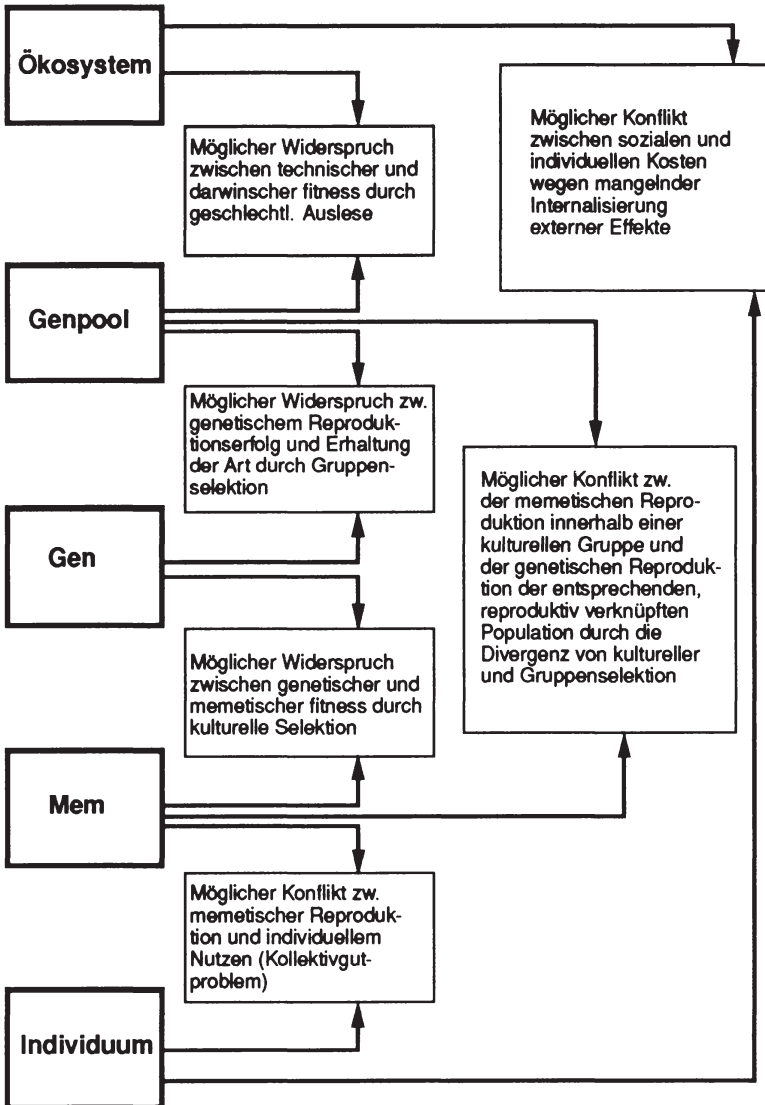 Ökosystem
Möglicher Widerspruch
zwischen technischer und
darwinscher fitness durch
geschlechtl. Auslese
Möglicher Konflikt
zwischen sozialen und
individuellen Kosten
wegen mangelnder
Internalisierung
externer Effekte
Genpool
Möglicher Widerspruch zw.
genetischem Reproduk-
tionserfolg und Erhaltung
der Art durch Gruppen-
selektion
Möglicher Konflikt zw.
der memetischen Repro-
duktion innerhalb einer
kulturellen Gruppe und
der genetischen Reproduk-
tion der entsprechenden,
reproduktiv verknüpften
Population durch die
Divergenz von kultureller
und Gruppenselektion
Gen
Möglicher Widerspruch
zwischen genetischer und
memetischer fitness durch
kulturelle Selektion
Mem
Möglicher Konflikt zw.
memetischer Reproduk-
tion und individuellem
Nutzen (Kollektivgut-
problem)
Individuum